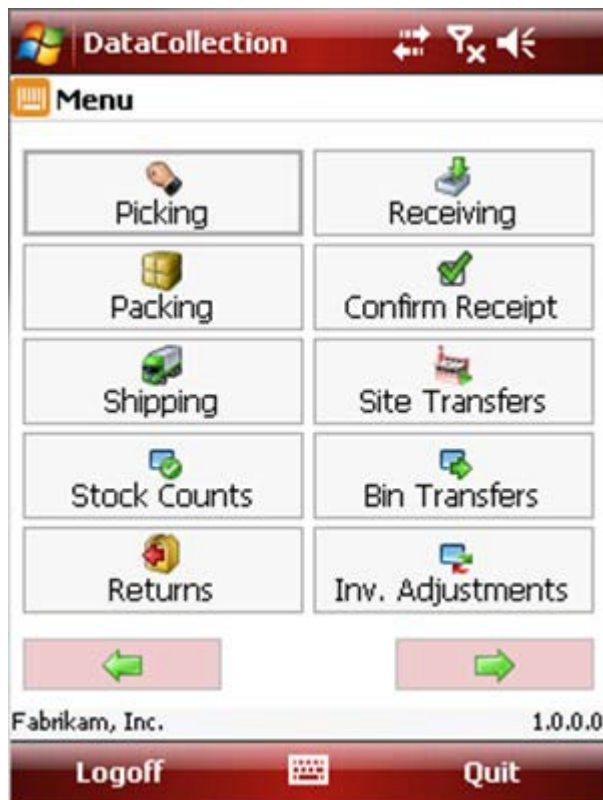 DataCollection
Menu
Picking
Receiving
Packing
Confirm Receipt
Shipping
Site Transfers
Stock Counts
Bin Transfers
Returns
Inv. Adjustments
Fabrikam, Inc.
1.0.0.0
Logoff
Quit